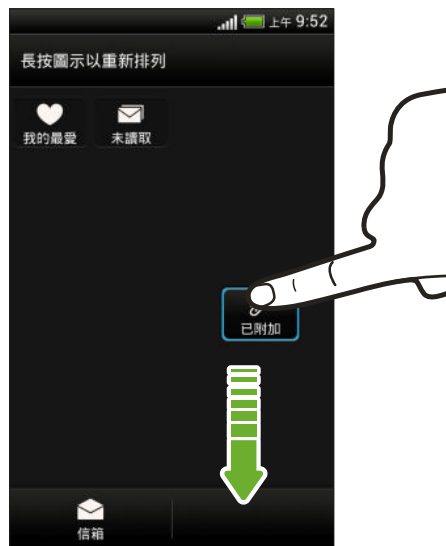 上午 9:52
長按圖示以重新排列
我的最愛
未讀取
已附加
信箱